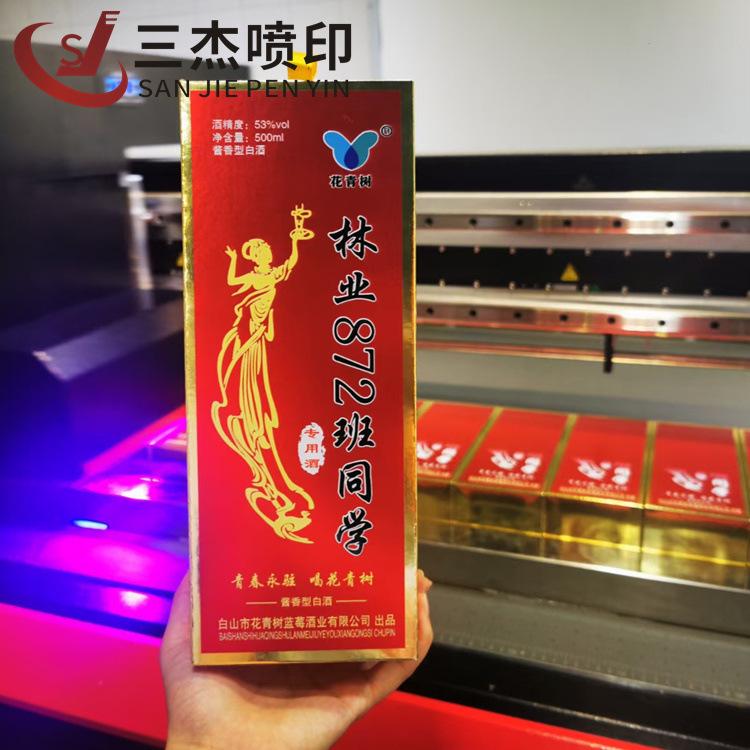 三杰喷印
SAN JIE PEN YIN
酒精度：53%vol
净含量：500ml
酱香型白酒
花青树
林业872班同学
专用酒
青春永驻 喝花青树
酱香型白酒
白山市花青树蓝莓酒业有限公司 出品
BAISHANSHIHUAQINGSHULANMEIJIUYEYOUXIANGONGSI CHUPIN